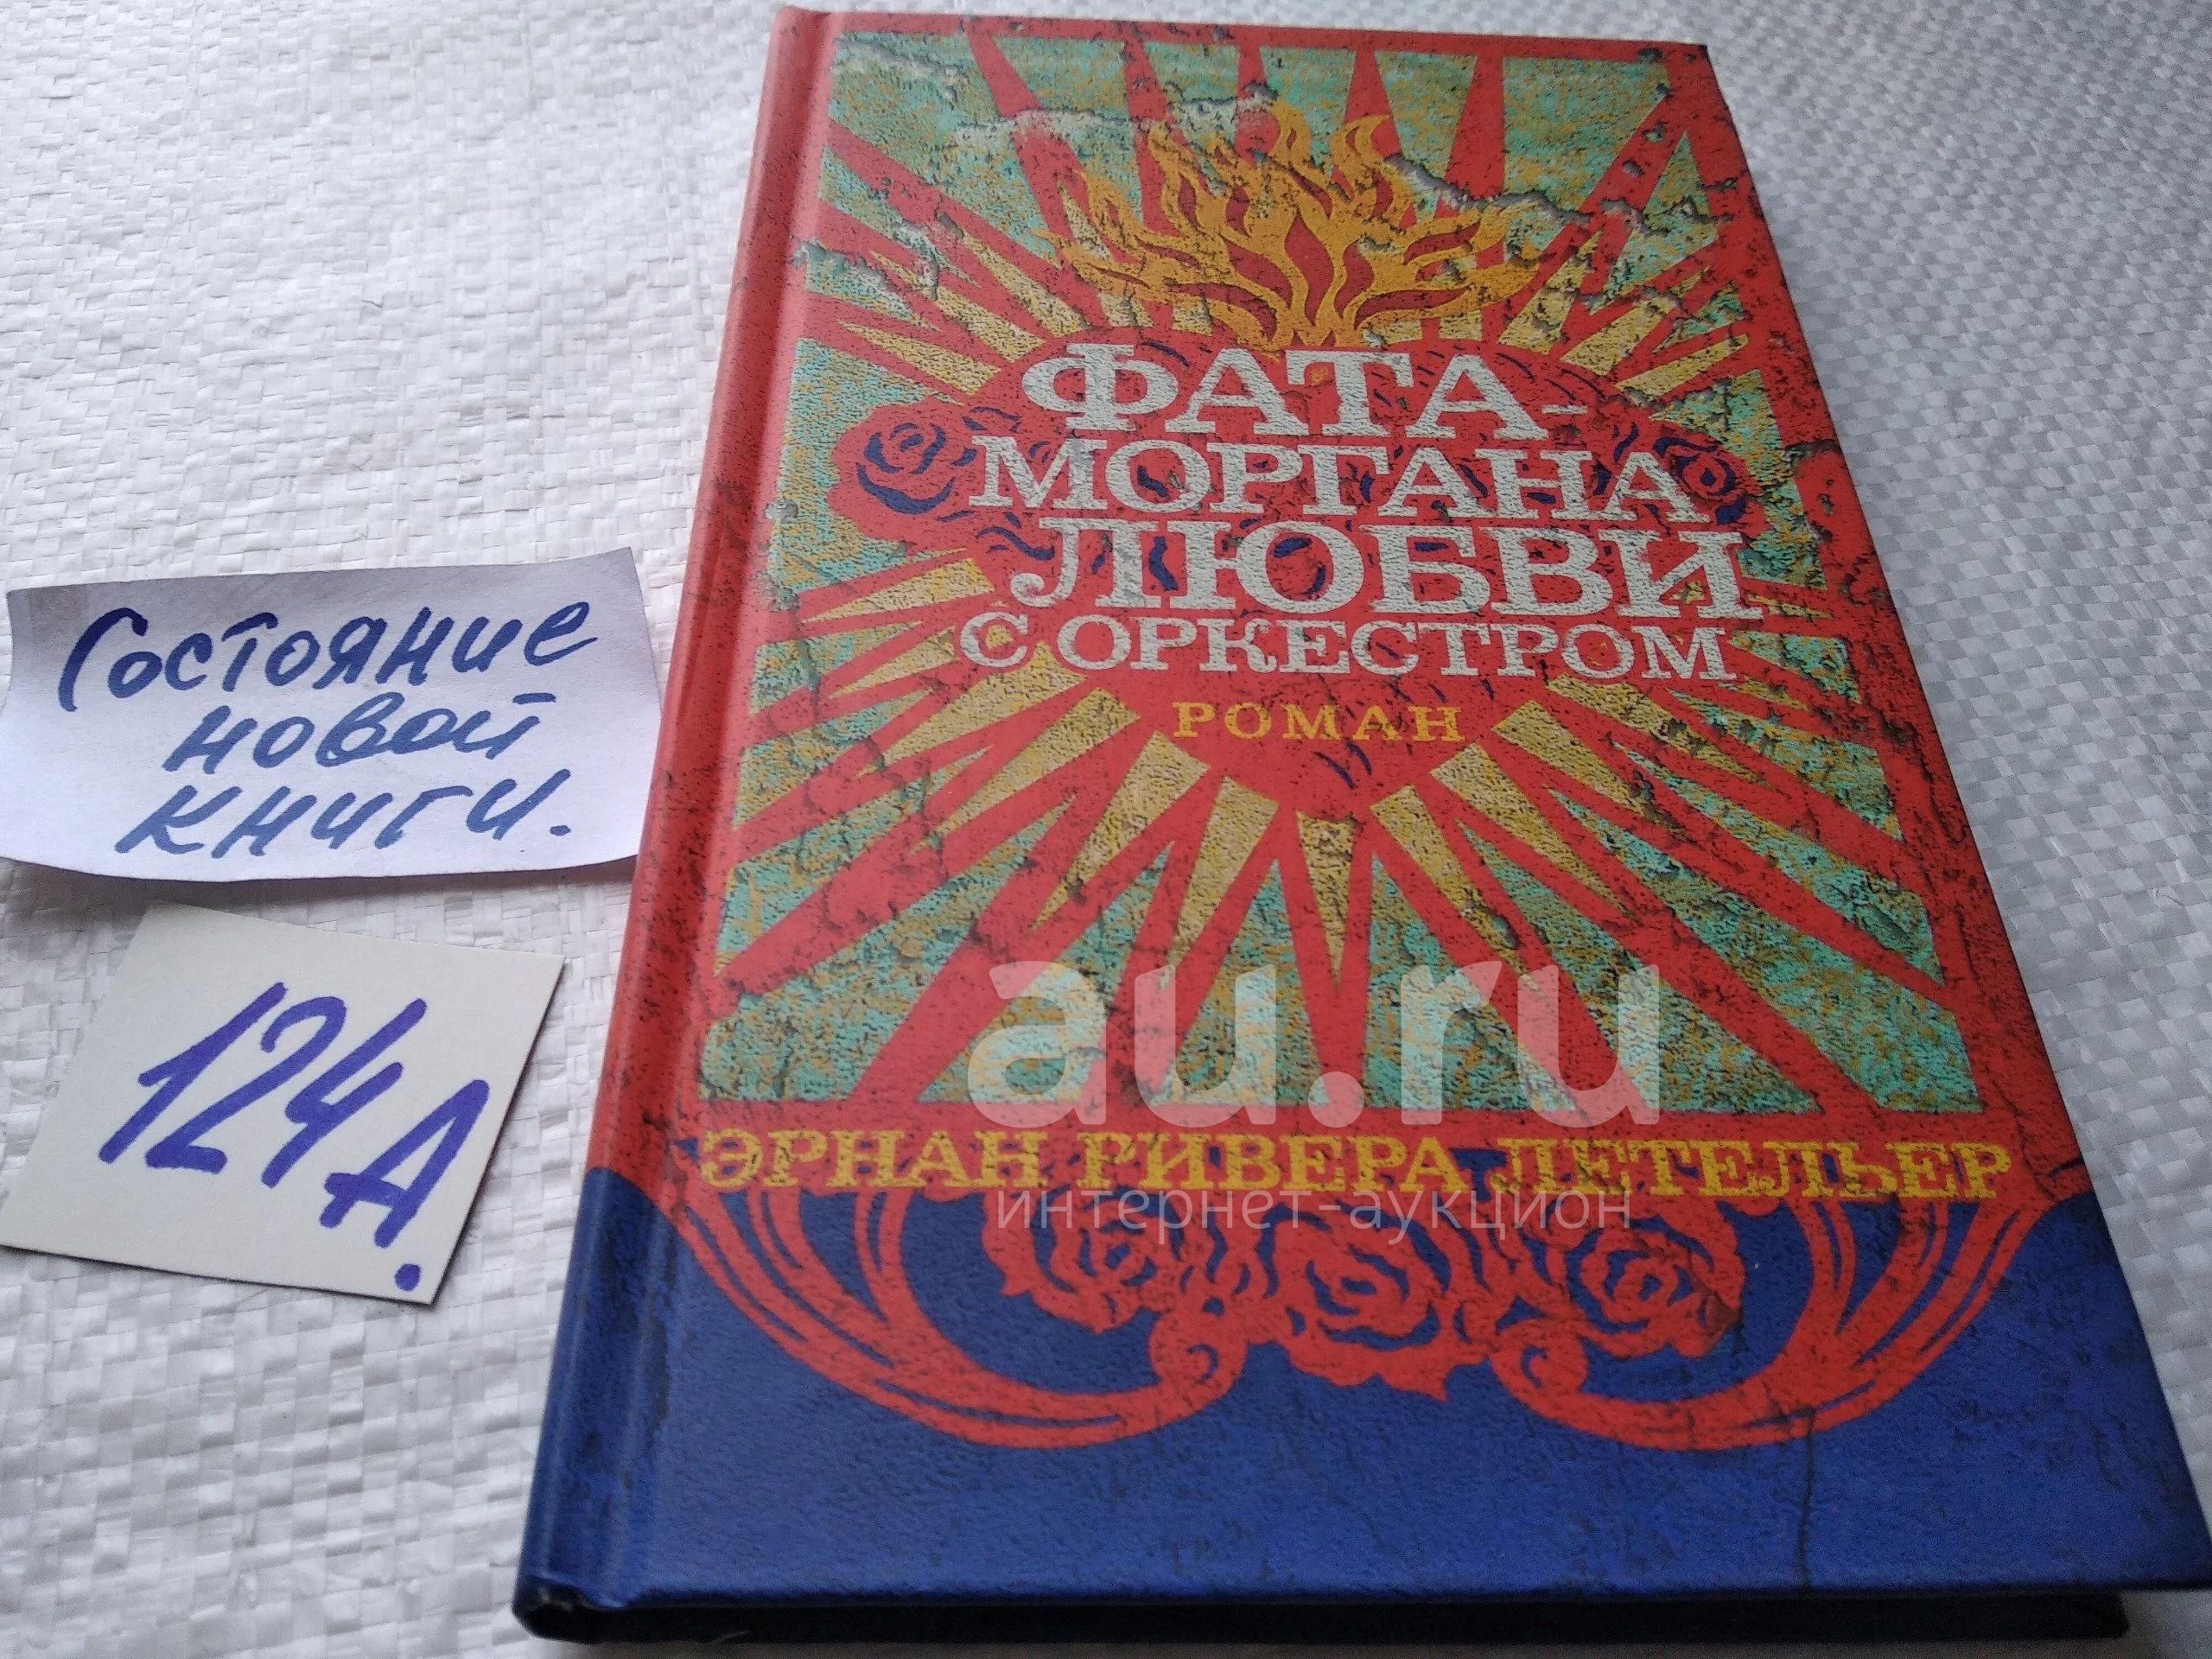 ФАТА-
МОРГАНА
ЛЮБВИ
С ОРКЕСТРОМ
РОМАН
ЭРНАН РИВЕРА ЛЕТЕЛЬЕР
Состояние
новой
книги.
124А.
au.ru
интернет-аукцион